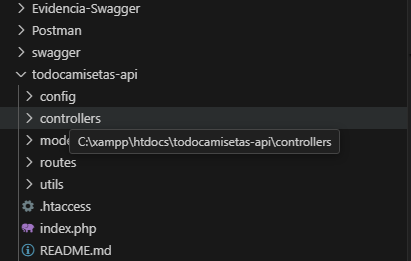 Evidencia-Swagger
Postman
swagger
todocamisetas-api
config
controllers
mode
C:\xampp\htdocs\todocamisetas-api\controllers
routes
utils
.htaccess
index.php
README.md